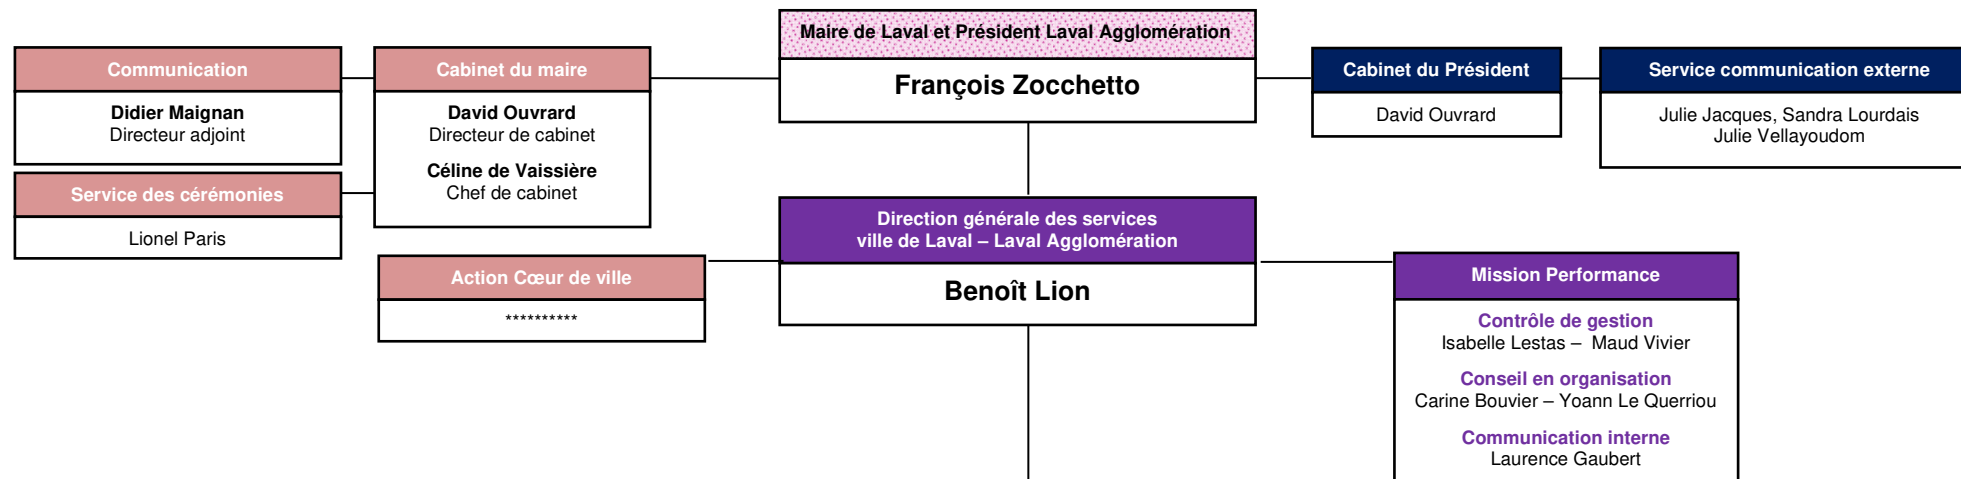 Maire de Laval et Président Laval Agglomération
François Zocchetto
Communication
Didier Maignan
Directeur adjoint
Cabinet du maire
David Ouvrard
Directeur de cabinet
Céline de Vaissière
Chef de cabinet
Service des cérémonies
Lionel Paris
Cabinet du Président
David Ouvrard
Service communication externe
Julie Jacques, Sandra Lourdais
Julie Vellayoudom
Direction générale des services
ville de Laval – Laval Agglomération
Benoît Lion
Action Cœur de ville
**********
Mission Performance
Contrôle de gestion
Isabelle Lestas – Maud Vivier
Conseil en organisation
Carine Bouvier – Yoann Le Querriou
Communication interne
Laurence Gaubert